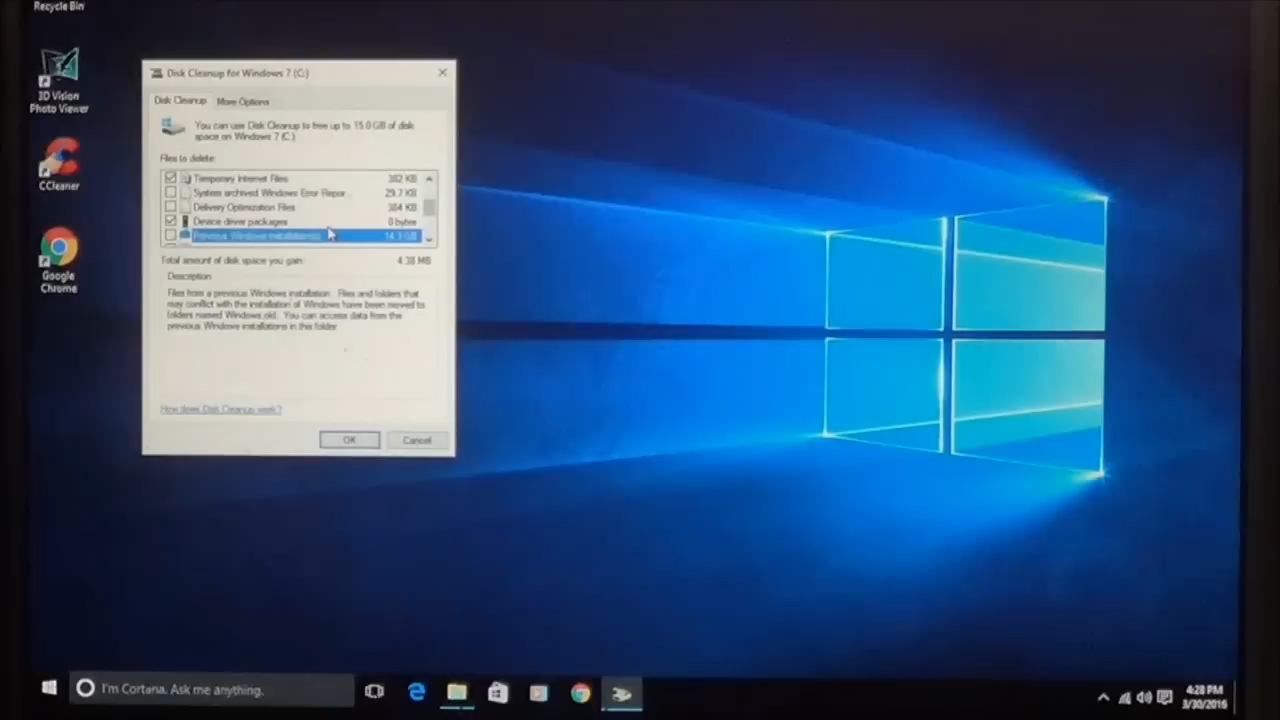 Recycle Bin
3D Vision
Photo Viewer
CCleaner
Google
Chrome
Disk Cleanup for Windows 7 (C:)
Disk Cleanup
More Options
You can use Disk Cleanup to free up to 15.0 GB of disk
space on Windows 7 (C:).
Files to delete:
Temporary Internet Files 382 KB
System archived Windows Error Repor... 29.7 KB
Delivery Optimization Files 384 KB
Device driver packages 0 bytes
Previous Windows installation(s) 14.9 GB
Total amount of disk space you gain: 4.38 MB
Description
Files from a previous Windows installation. Files and folders that
may conflict with the installation of Windows have been moved to
folders named Windows.old. You can access data from the
previous Windows installations in this folder.
How does Disk Cleanup work?
OK
Cancel
I'm Cortana. Ask me anything.
4:28 PM
3/30/2016